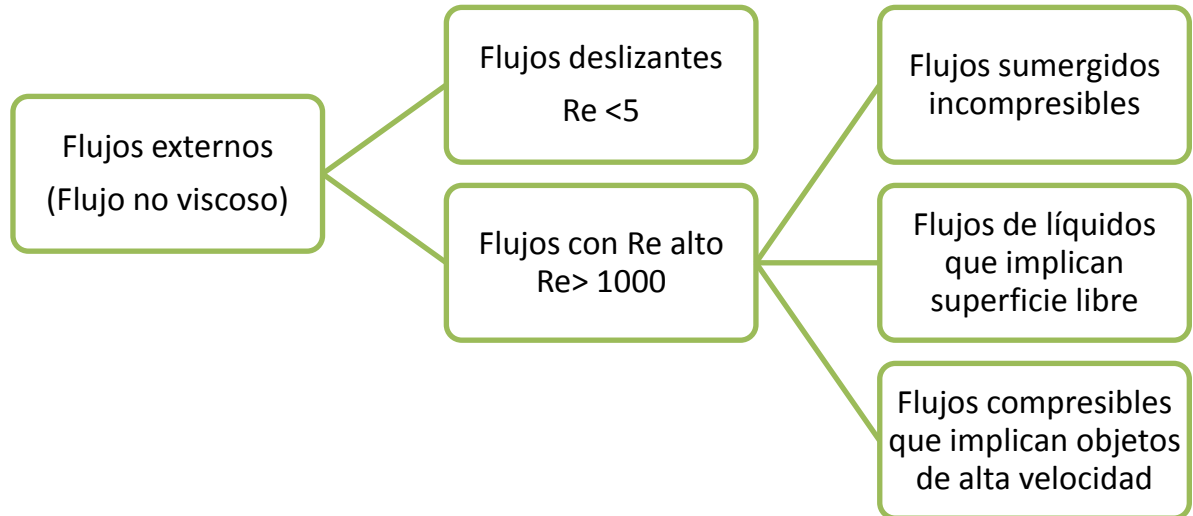 Flujos externos
(Flujo no viscoso)
Flujos deslizantes
Re <5
Flujos con Re alto
Re> 1000
Flujos sumergidos
incompresibles
Flujos de líquidos
que implican
superficie libre
Flujos compresibles
que implican objetos
de alta velocidad